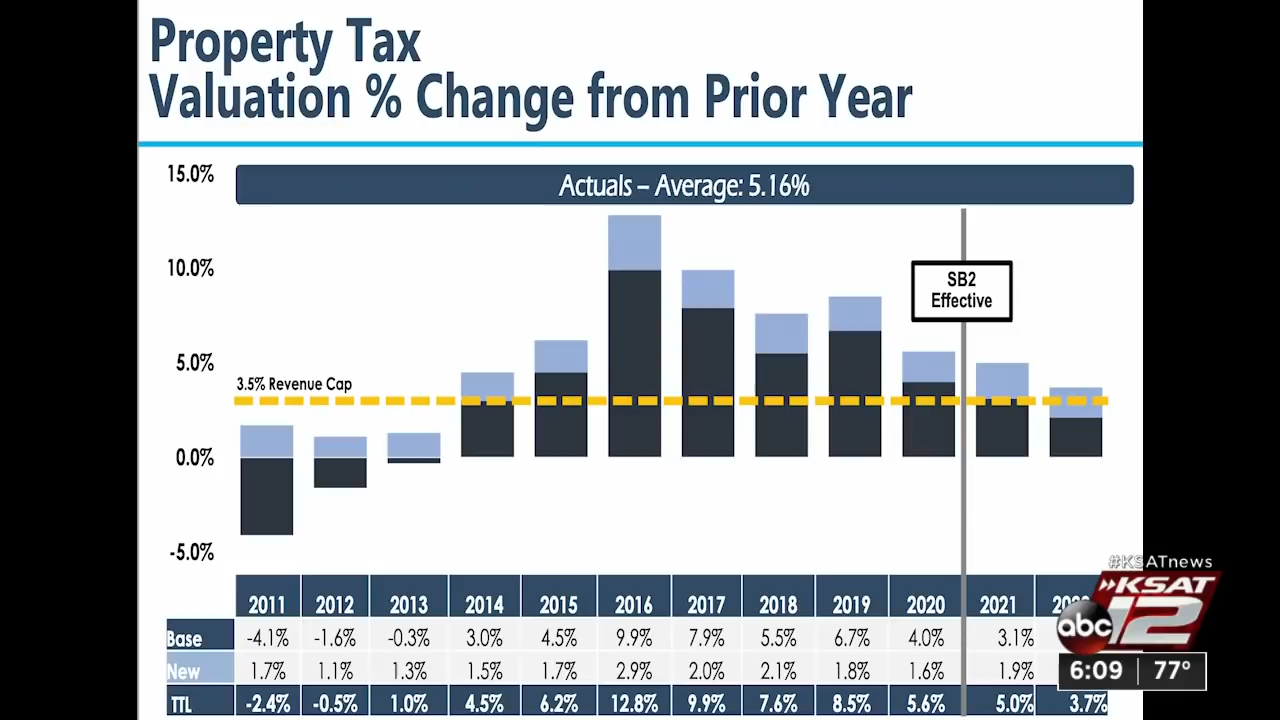 Property Tax
Valuation % Change from Prior Year
15.0%
Actuals – Average: 5.16%
10.0%
SB2
Effective
5.0%
3.5% Revenue Cap
0.0%
-5.0%
#KSATnews
2011 2012 2013 2014 2015 2016 2017 2018 2019 2020 2021
KSAT
abc 12
Base -4.1% -1.6% -0.3% 3.0% 4.5% 9.9% 7.9% 5.5% 6.7% 4.0% 3.1%
New 1.7% 1.1% 1.3% 1.5% 1.7% 2.9% 2.0% 2.1% 1.8% 1.6% 1.9%
6:09 77°
TTL -2.4% -0.5% 1.0% 4.5% 6.2% 12.8% 9.9% 7.6% 8.5% 5.6% 5.0% 3.7%